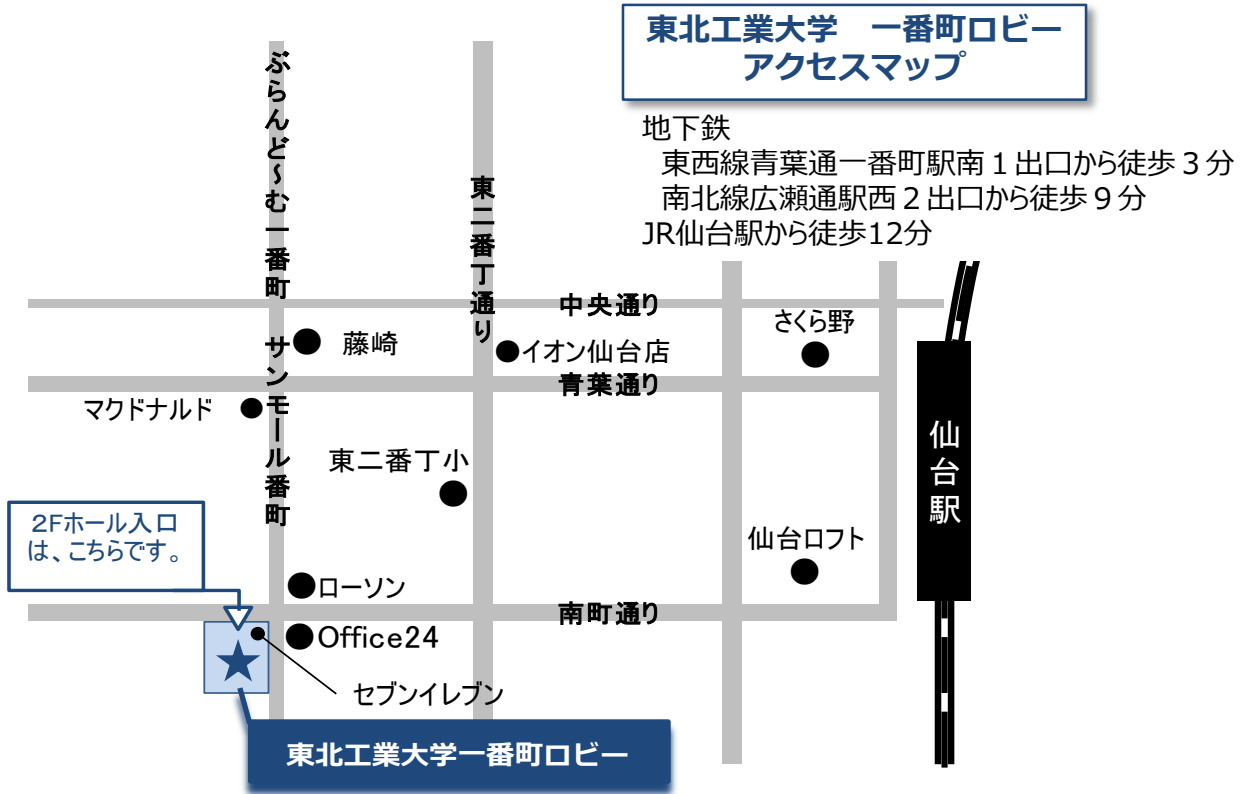 東北工業大学　一番町ロビー
アクセスマップ
地下鉄
東西線青葉通一番町駅南１出口から徒歩３分
南北線広瀬通駅西２出口から徒歩９分
JR仙台駅から徒歩12分
ぶらんど～む一番町
東二番丁通り
中央通り
さくら野
藤崎
イオン仙台店
サンモール番町
青葉通り
マクドナルド
仙台駅
東二番丁小
2Fホール入口
は、こちらです。
仙台ロフト
ローソン
南町通り
Office24
セブンイレブン
東北工業大学一番町ロビー